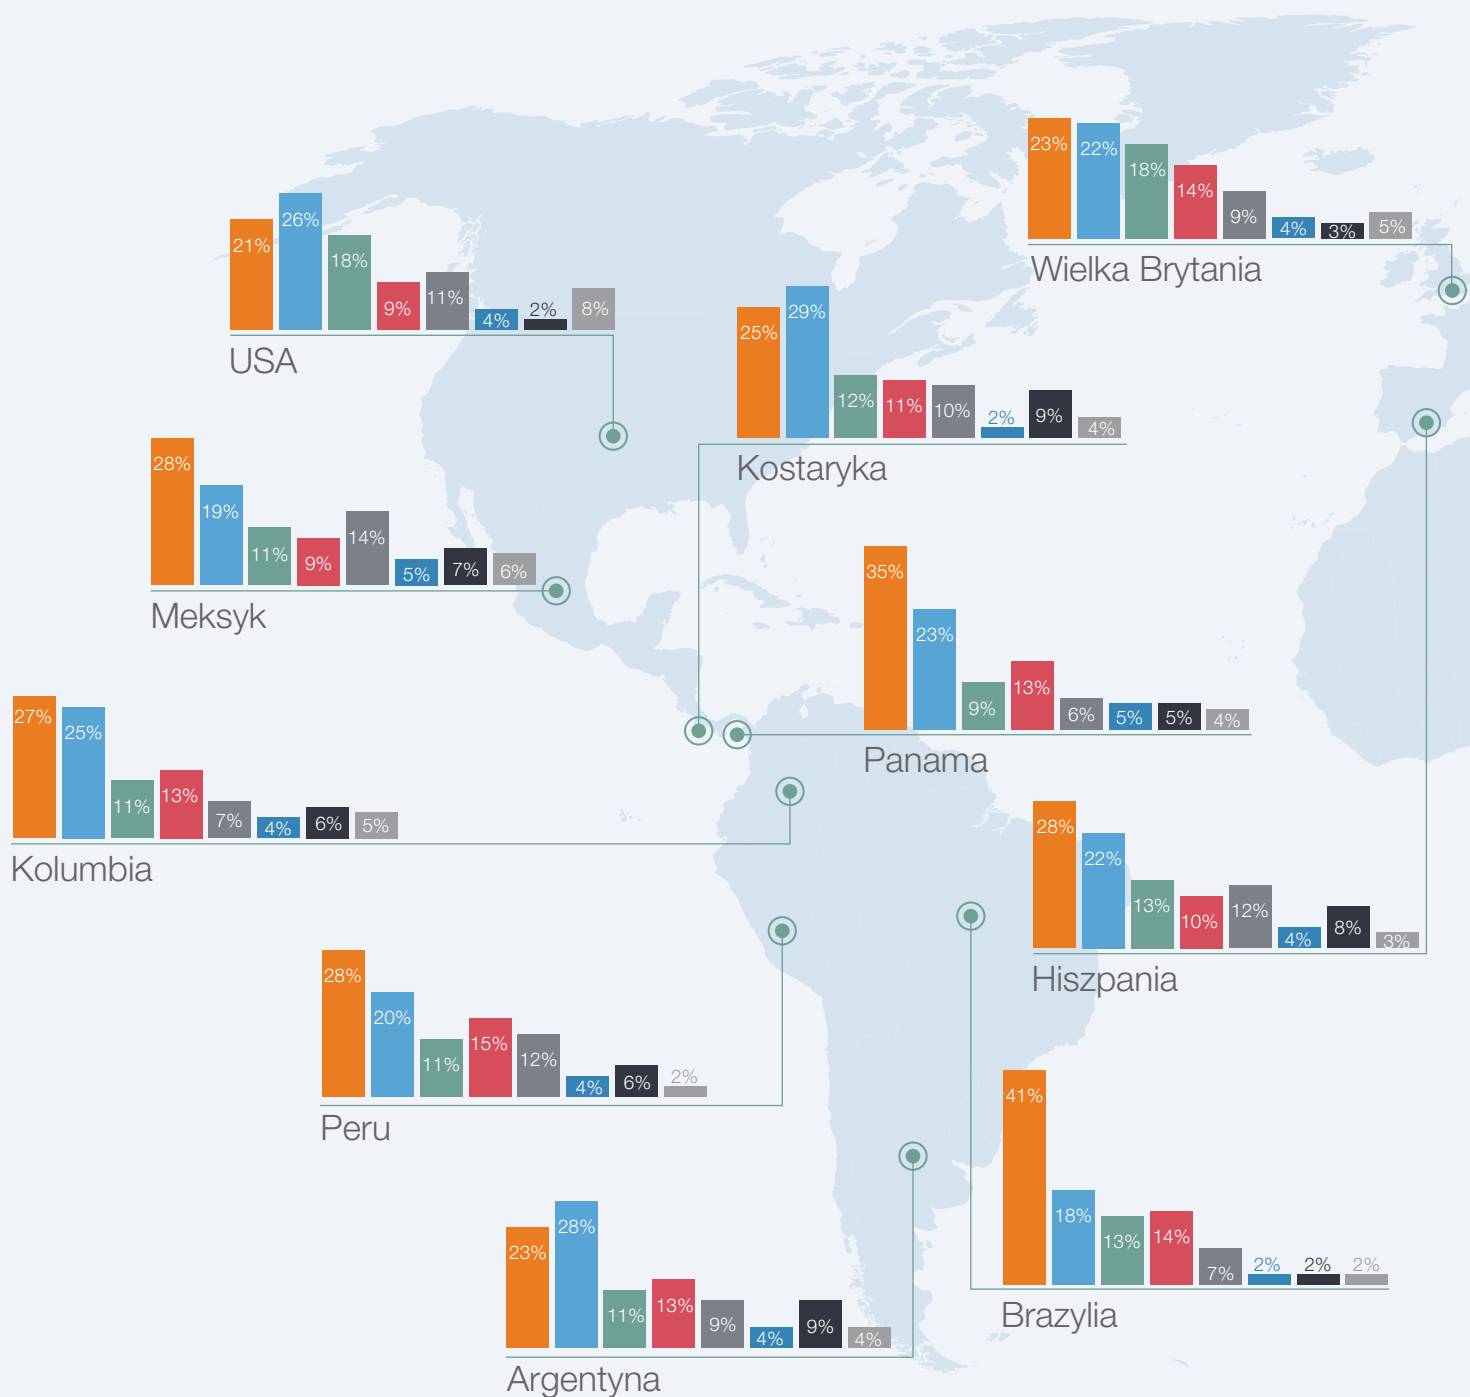 23% 22% 18% 14% 9% 4% 3% 5%
Wielka Brytania
21% 26% 18% 9% 11% 4% 2% 8%
USA
25% 29% 12% 11% 10% 2% 9% 4%
Kostaryka
28% 19% 11% 9% 14% 5% 7% 6%
Meksyk
35% 23% 9% 13% 6% 5% 5% 4%
Panama
27% 25% 11% 13% 7% 4% 6% 5%
Kolumbia
28% 22% 13% 10% 12% 4% 8% 3%
Hiszpania
28% 20% 11% 15% 12% 4% 6% 2%
Peru
41% 18% 13% 14% 7% 2% 2% 2%
Brazylia
23% 28% 11% 13% 9% 4% 9% 4%
Argentyna